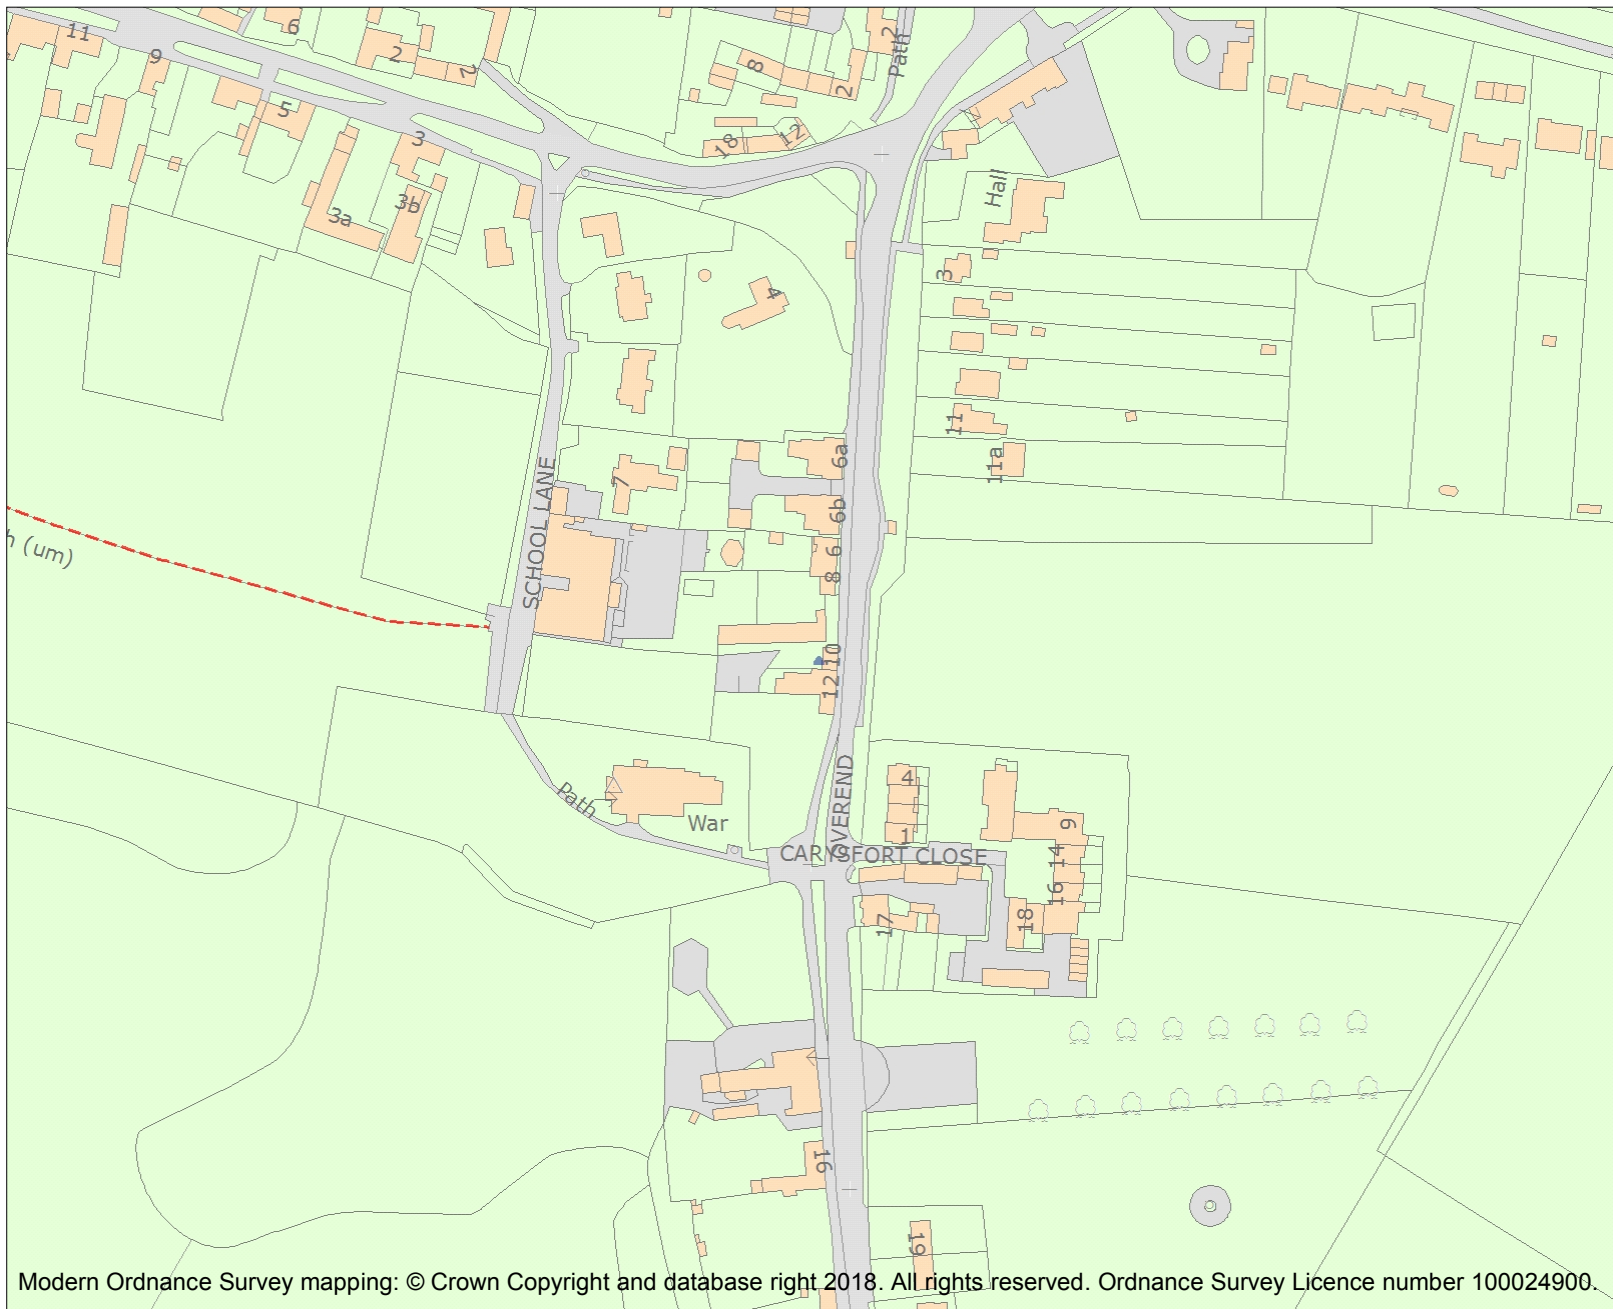 11
6
9
2
2
5
3
3b
3a
8
2
2
Path
18
12
Hall
4
3
11
11a
6a
6b
6
8
7
SCHOOL LANE
h (um)
10
12
OVEREND
Path
War
4
1
CARYSFORT CLOSE
9
14
16
18
17
16
19
Modern Ordnance Survey mapping: © Crown Copyright and database right 2018. All rights reserved. Ordnance Survey Licence number 100024900.